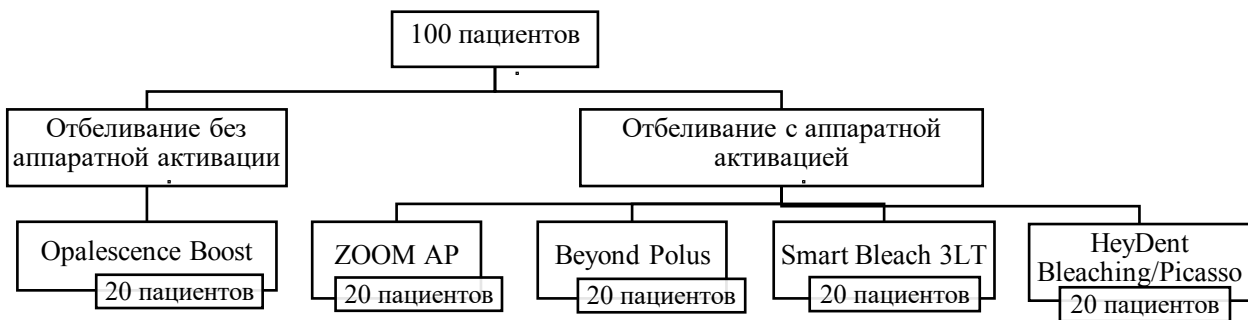 100 пациентов
Отбеливание без
аппаратной активации
Отбеливание с аппаратной
активацией
Opalescence Boost
20 пациентов
ZOOM AP
20 пациентов
Beyond Polus
20 пациентов
Smart Bleach 3LT
20 пациентов
HeyDent
Bleaching/Picasso
20 пациентов